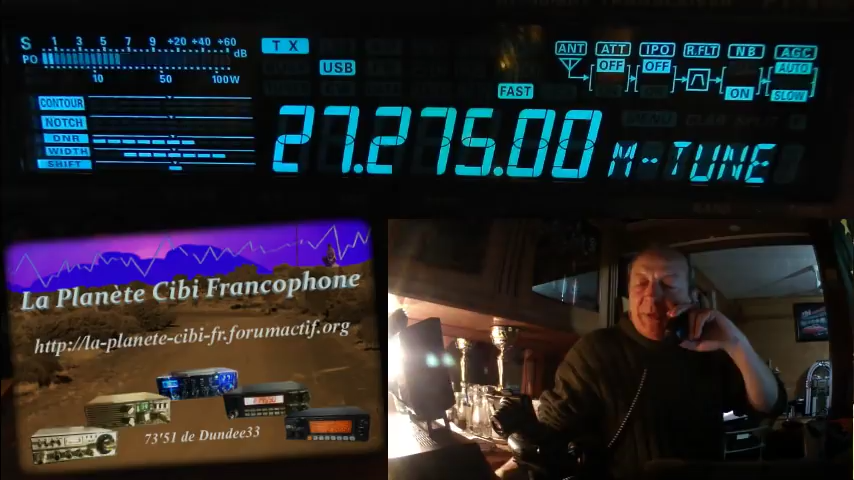 S 1 3 5 7 9 +20 +40 +60 dB
PO 10 50 100W
TX
USB
FAST
ANT ATT IPO R.FLT NB AGC
OFF OFF AUTO
ON SLOW
CONTOUR
NOTCH
DNR
WIDTH
SHIFT
27.275.00 M-TUNE
La Planète Cibi Francophone
http://la-planete-cibi-fr.forumactif.org
73'51 de Dundee33